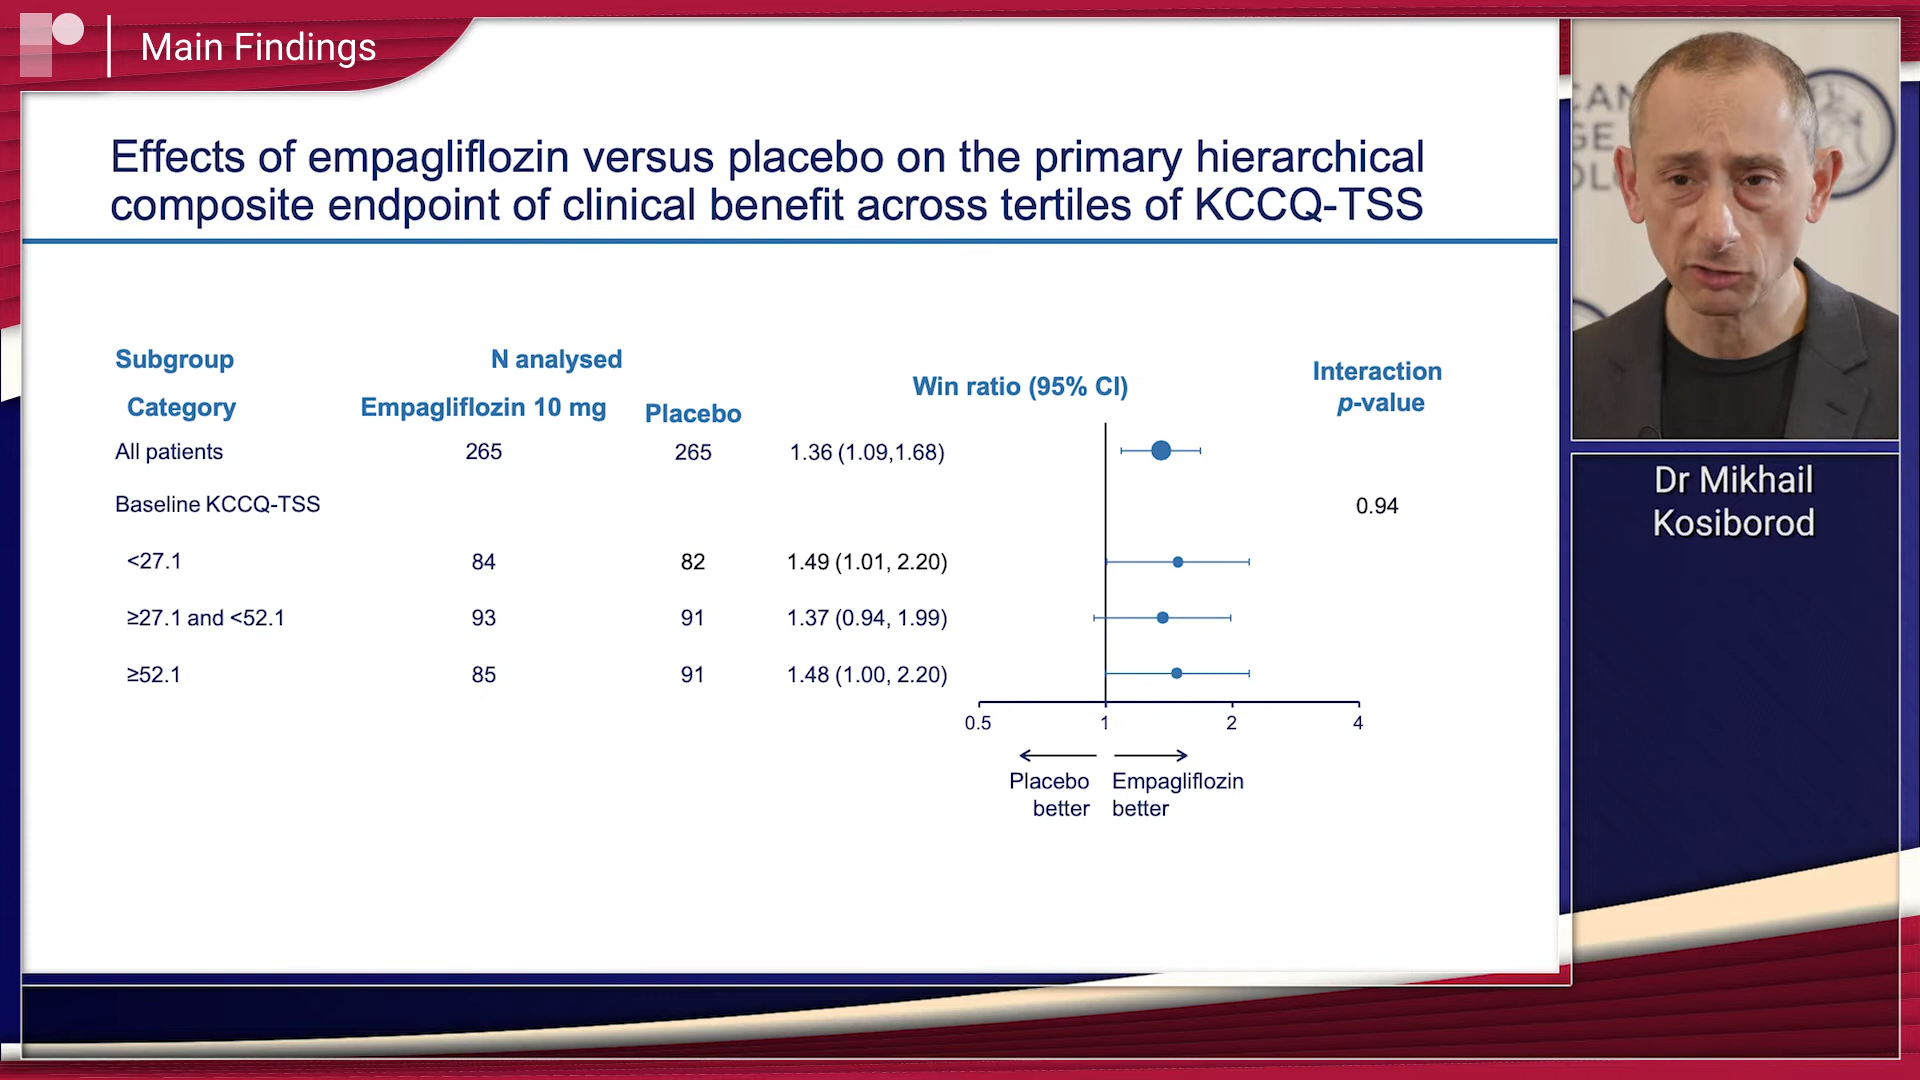 Main Findings
Effects of empagliflozin versus placebo on the primary hierarchical
composite endpoint of clinical benefit across tertiles of KCCQ-TSS
Subgroup N analysed
Category Empagliflozin 10 mg Placebo Win ratio (95% CI) Interaction
p-value
All patients 265 265 1.36 (1.09,1.68)
Baseline KCCQ-TSS 0.94
<27.1 84 82 1.49 (1.01, 2.20)
≥27.1 and <52.1 93 91 1.37 (0.94, 1.99)
≥52.1 85 91 1.48 (1.00, 2.20)
0.5 1 2 4
Placebo Empagliflozin
better better
CAN
GE
OLO
Dr Mikhail
Kosiborod